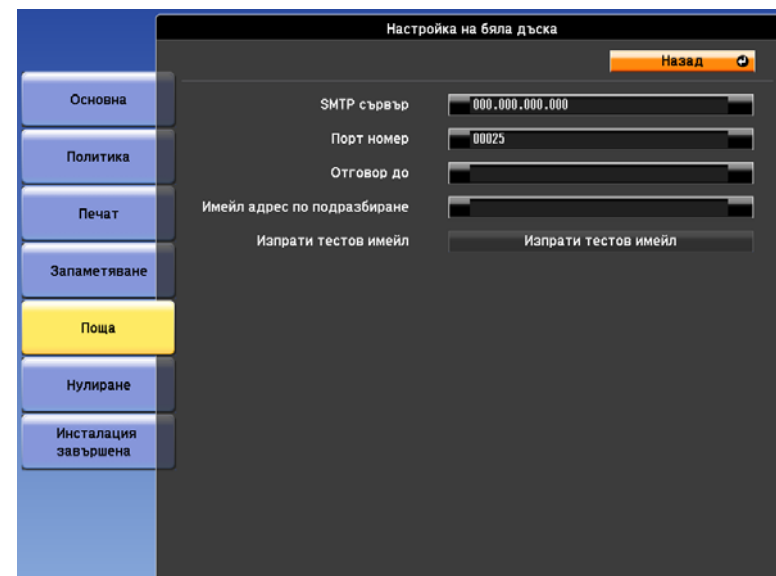 Настройка на бяла дъска
Назад
Основна
Политика
Печат
Запаметяване
Поща
Нулиране
Инсталация
завършена
SMTP сървър
000.000.000.000
Порт номер
00025
Отговор до
Имейл адрес по подразбиране
Изпрати тестов имейл
Изпрати тестов имейл